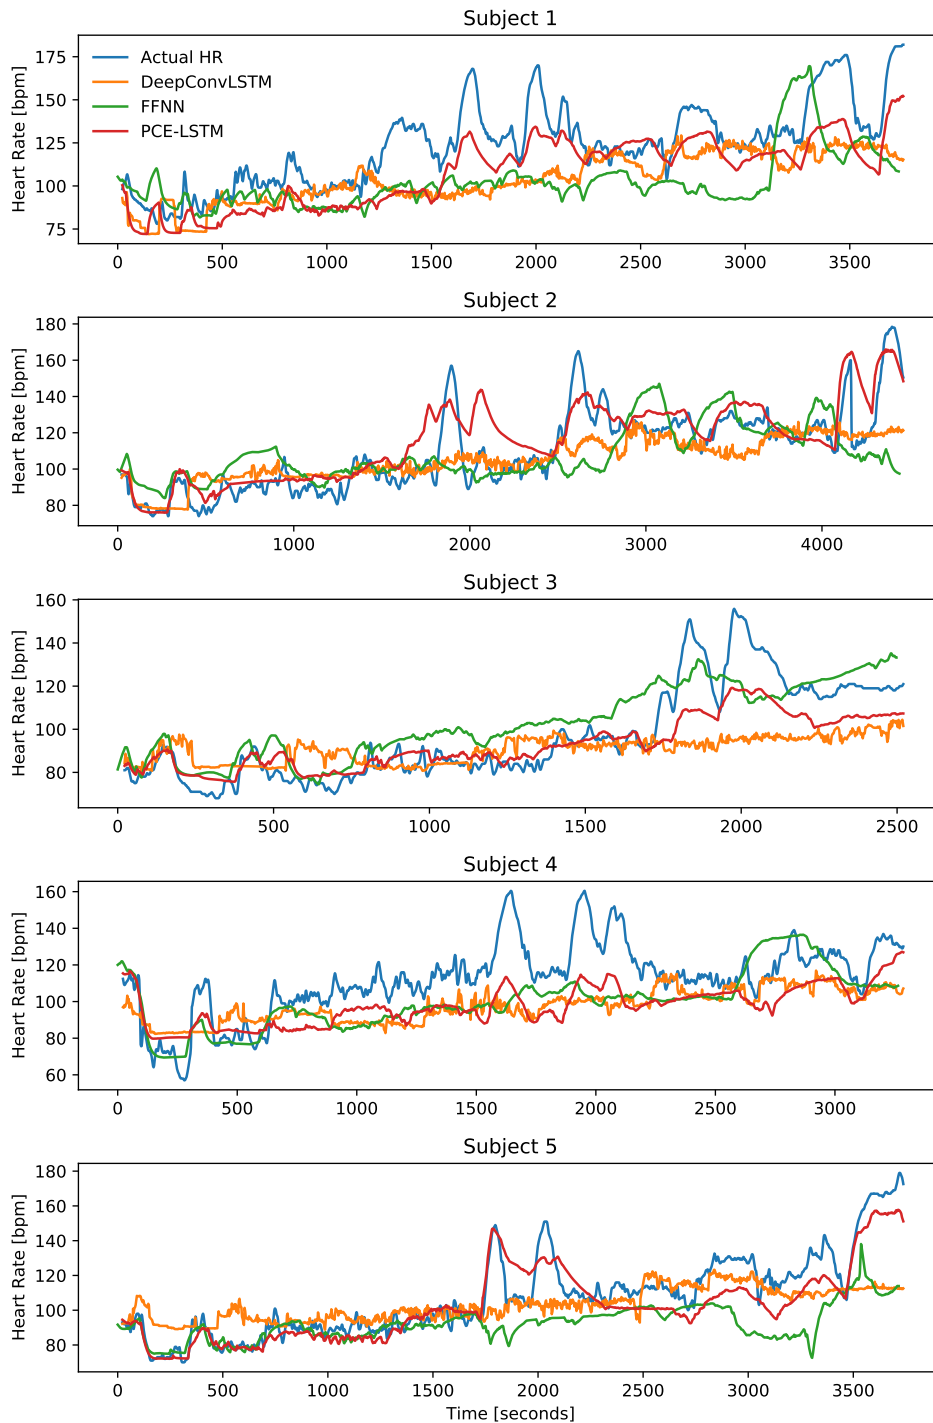 Subject 1
Heart Rate [bpm]
175
150
125
100
75
Actual HR
DeepConvLSTM
FFNN
PCE-LSTM
0 500 1000 1500 2000 2500 3000 3500
Subject 2
Heart Rate [bpm]
180
160
140
120
100
80
0 1000 2000 3000 4000
Subject 3
Heart Rate [bpm]
160
140
120
100
80
0 500 1000 1500 2000 2500
Subject 4
Heart Rate [bpm]
160
140
120
100
80
60
0 500 1000 1500 2000 2500 3000
Subject 5
Heart Rate [bpm]
180
160
140
120
100
80
0 500 1000 1500 2000 2500 3000 3500
Time [seconds]